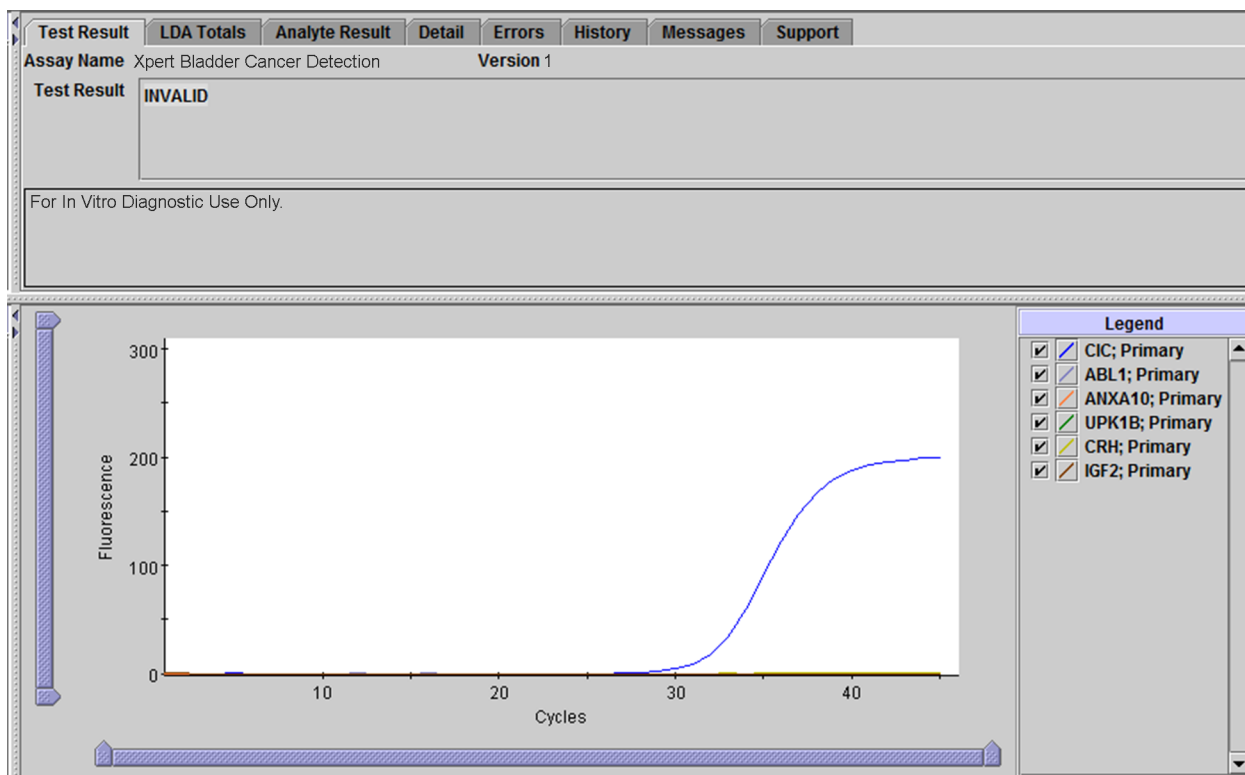 Test Result LDA Totals Analyte Result Detail Errors History Messages Support
Assay Name Xpert Bladder Cancer Detection Version 1
Test Result INVALID
For In Vitro Diagnostic Use Only.
300
200
100
0
Fluorescence
10 20 30 40
Cycles
Legend
CIC; Primary
ABL1; Primary
ANXA10; Primary
UPK1B; Primary
CRH; Primary
IGF2; Primary